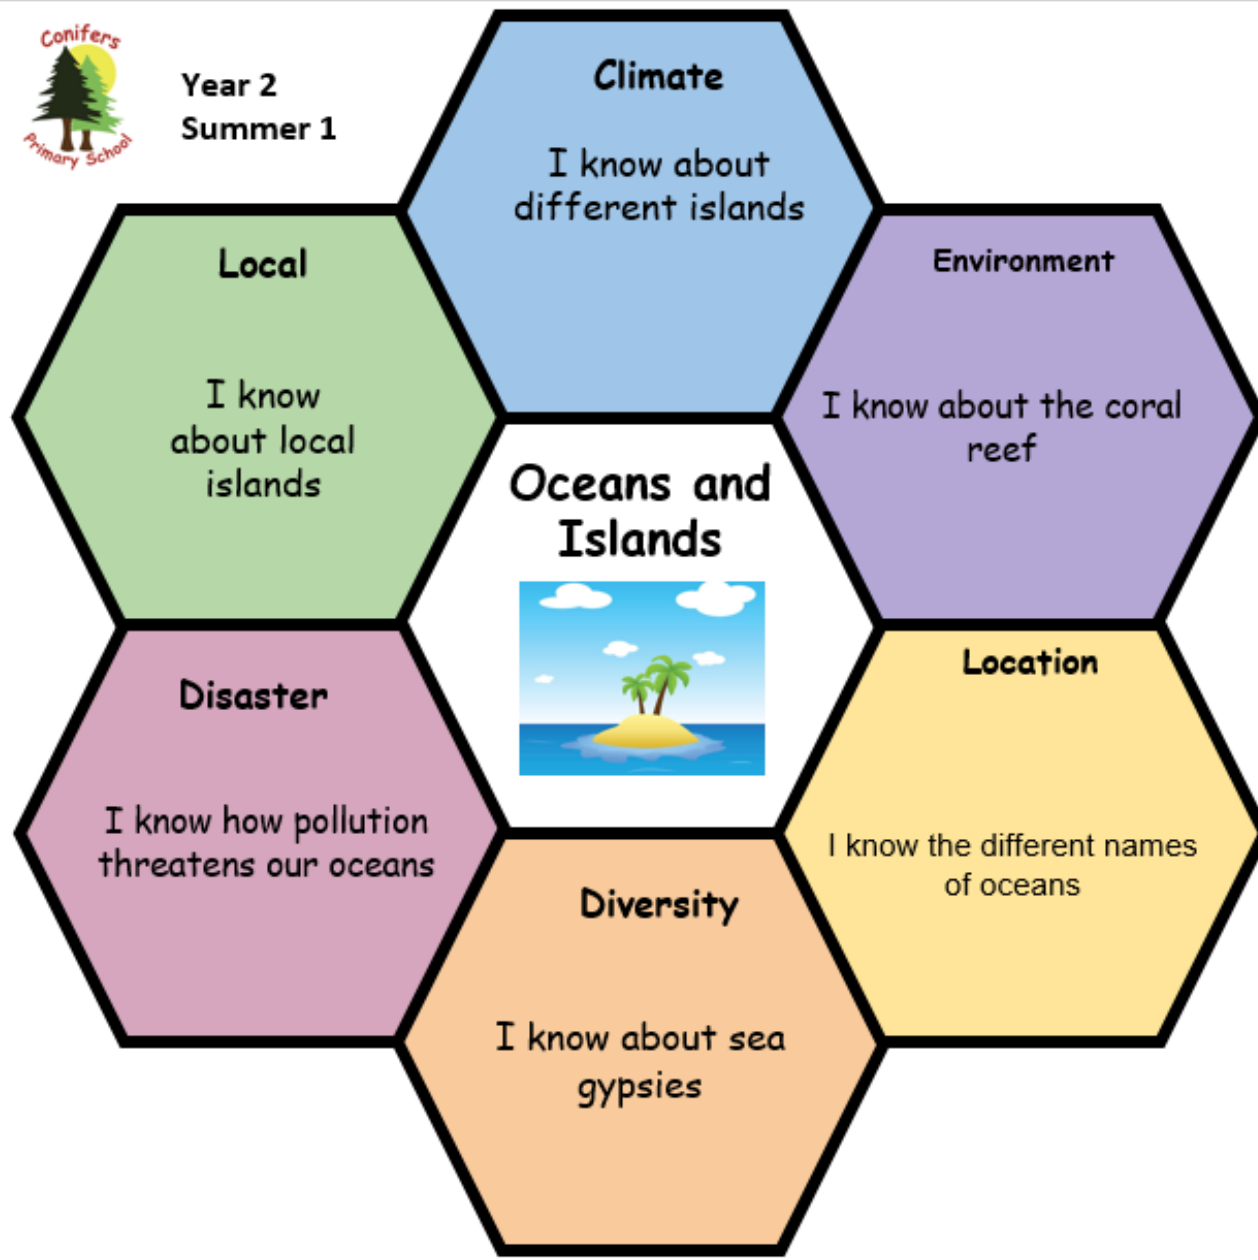 Conifers
Primary School
Year 2
Summer 1
Climate
I know about
different islands
Local
I know
about local
islands
Environment
I know about the coral
reef
Oceans and
Islands
Disaster
I know how pollution
threatens our oceans
Location
I know the different names
of oceans
Diversity
I know about sea
gypsies